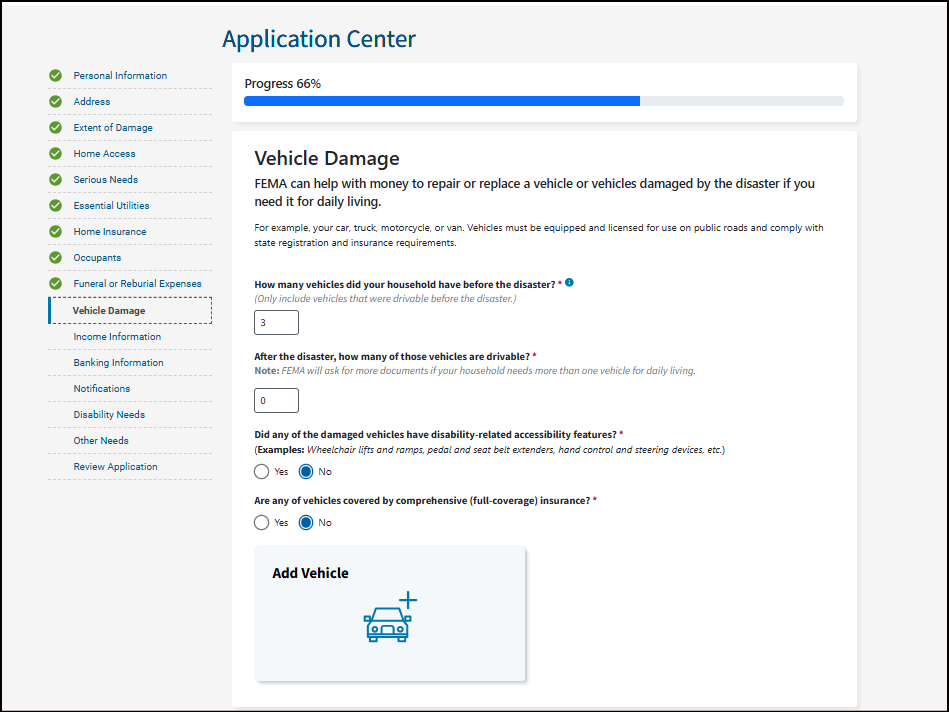 Application Center
Personal Information
Address
Extent of Damage
Home Access
Serious Needs
Essential Utilities
Home Insurance
Occupants
Funeral or Reburial Expenses
Vehicle Damage
Income Information
Banking Information
Notifications
Disability Needs
Other Needs
Review Application
Progress 66%
Vehicle Damage
FEMA can help with money to repair or replace a vehicle or vehicles damaged by the disaster if you
need it for daily living.
For example, your car, truck, motorcycle, or van. Vehicles must be equipped and licensed for use on public roads and comply with
state registration and insurance requirements.
How many vehicles did your household have before the disaster? *
(Only include vehicles that were drivable before the disaster.)
3
After the disaster, how many of those vehicles are drivable? *
Note: FEMA will ask for more documents if your household needs more than one vehicle for daily living.
0
Did any of the damaged vehicles have disability-related accessibility features? *
(Examples: Wheelchair lifts and ramps, pedal and seat belt extenders, hand control and steering devices, etc.)
Yes No
Are any of vehicles covered by comprehensive (full-coverage) insurance? *
Yes No
Add Vehicle